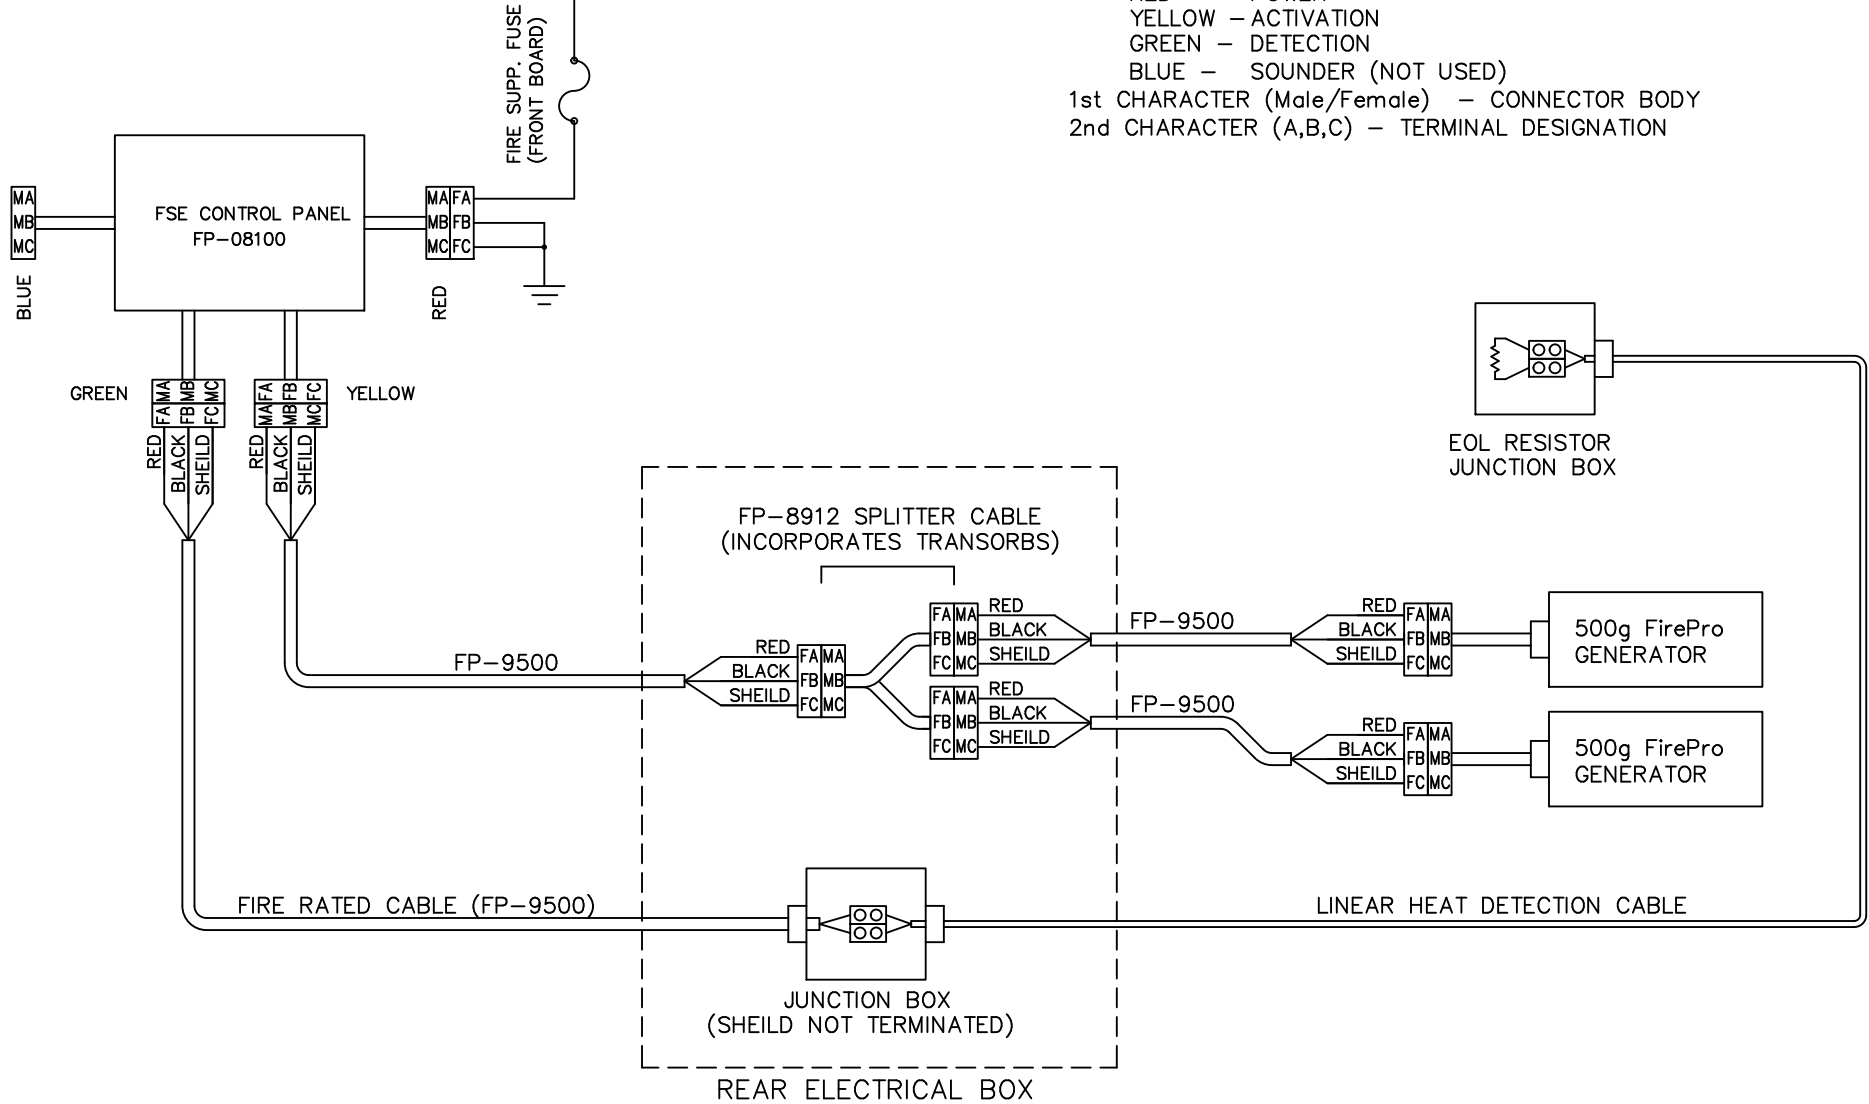 RED – POWER
YELLOW – ACTIVATION
GREEN – DETECTION
BLUE – SOUNDER (NOT USED)
1st CHARACTER (Male/Female) – CONNECTOR BODY
2nd CHARACTER (A,B,C) – TERMINAL DESIGNATION
FIRE SUPP. FUSE
(FRONT BOARD)
MA
MB
MC
BLUE
FSE CONTROL PANEL
FP-08100
MA FA
MB FB
MC FC
RED
GREEN
MA MB MC
FA FB FC
RED
BLACK
SHEILD
FA FB FC
MA MB MC
YELLOW
RED
BLACK
SHEILD
EOL RESISTOR
JUNCTION BOX
FP-8912 SPLITTER CABLE
(INCORPORATES TRANSORBS)
FP-9500
RED
BLACK
SHEILD
FA MA
FB MB
FC MC
FA MA
FB MB
FC MC
RED
BLACK
SHEILD
FP-9500
RED
BLACK
SHEILD
FA MA
FB MB
FC MC
500g FirePro
GENERATOR
FA MA
FB MB
FC MC
RED
BLACK
SHEILD
FP-9500
RED
BLACK
SHEILD
FA MA
FB MB
FC MC
500g FirePro
GENERATOR
FIRE RATED CABLE (FP-9500)
LINEAR HEAT DETECTION CABLE
JUNCTION BOX
(SHEILD NOT TERMINATED)
REAR ELECTRICAL BOX